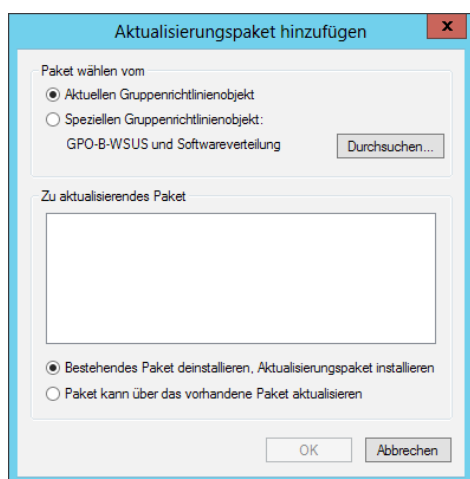 Aktualisierungspaket hinzufügen
x
Paket wählen vom
Aktuellen Gruppenrichtlinienobjekt
Speziellen Gruppenrichtlinienobjekt:
GPO-B-WSUS und Softwareverteilung
Durchsuchen...
Zu aktualisierendes Paket
Bestehendes Paket deinstallieren, Aktualisierungspaket installieren
Paket kann über das vorhandene Paket aktualisieren
OK
Abbrechen